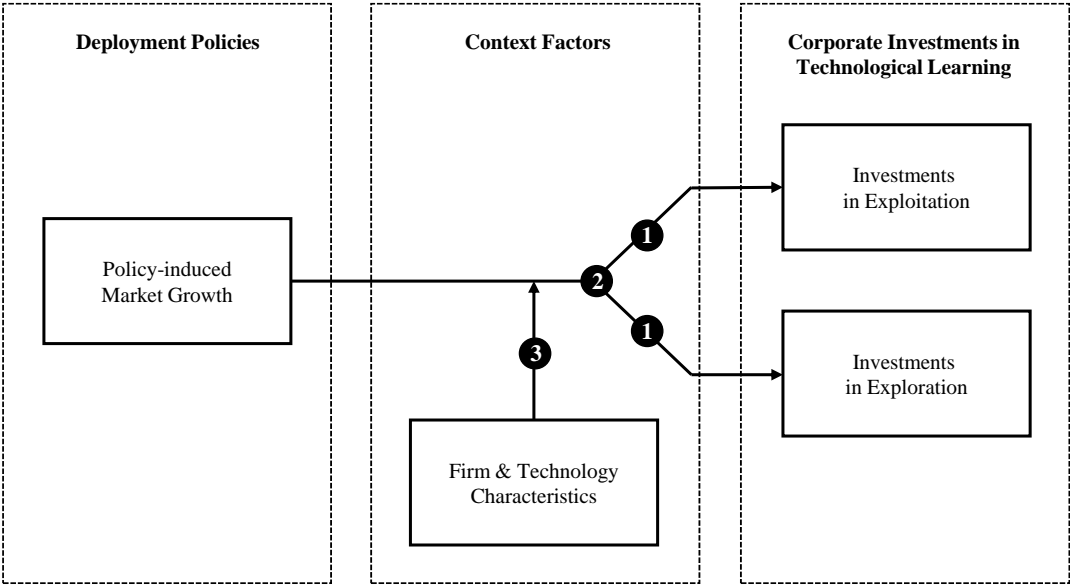 Deployment Policies
Context Factors
Corporate Investments in
Technological Learning
Policy-induced
Market Growth
1
2
1
3
Firm & Technology
Characteristics
Investments
in Exploitation
Investments
in Exploration